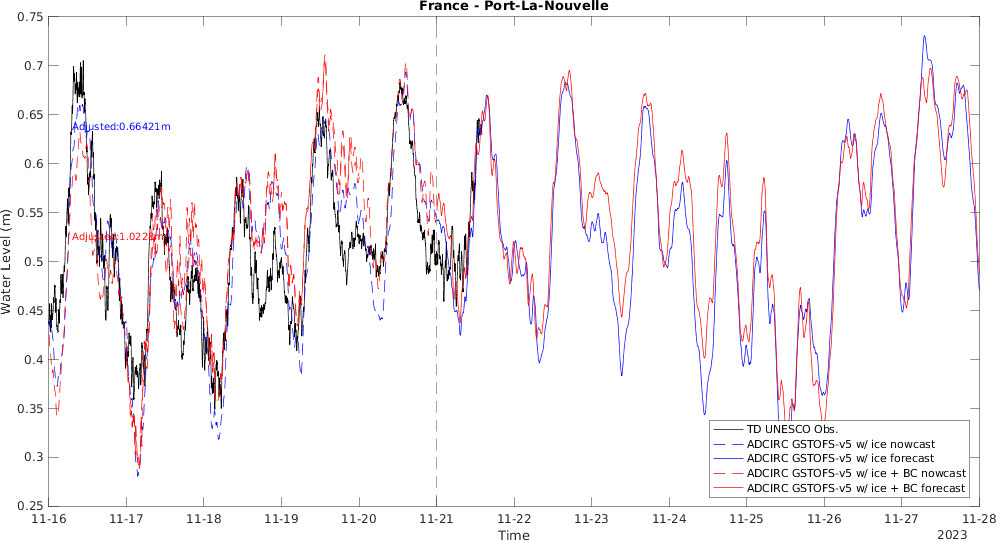 France - Port-La-Nouvelle
0.75
0.7
0.65
0.6
0.55
0.5
0.45
0.4
0.35
0.3
0.25
Water Level (m)
Adjusted:0.66421m
TD UNESCO Obs.
ADCIRC GSTOFS-v5 w/ ice nowcast
ADCIRC GSTOFS-v5 w/ ice forecast
ADCIRC GSTOFS-v5 w/ ice + BC nowcast
ADCIRC GSTOFS-v5 w/ ice + BC forecast
11-16 11-17 11-18 11-19 11-20 11-21 11-22 11-23 11-24 11-25 11-26 11-27 11-28
Time
2023